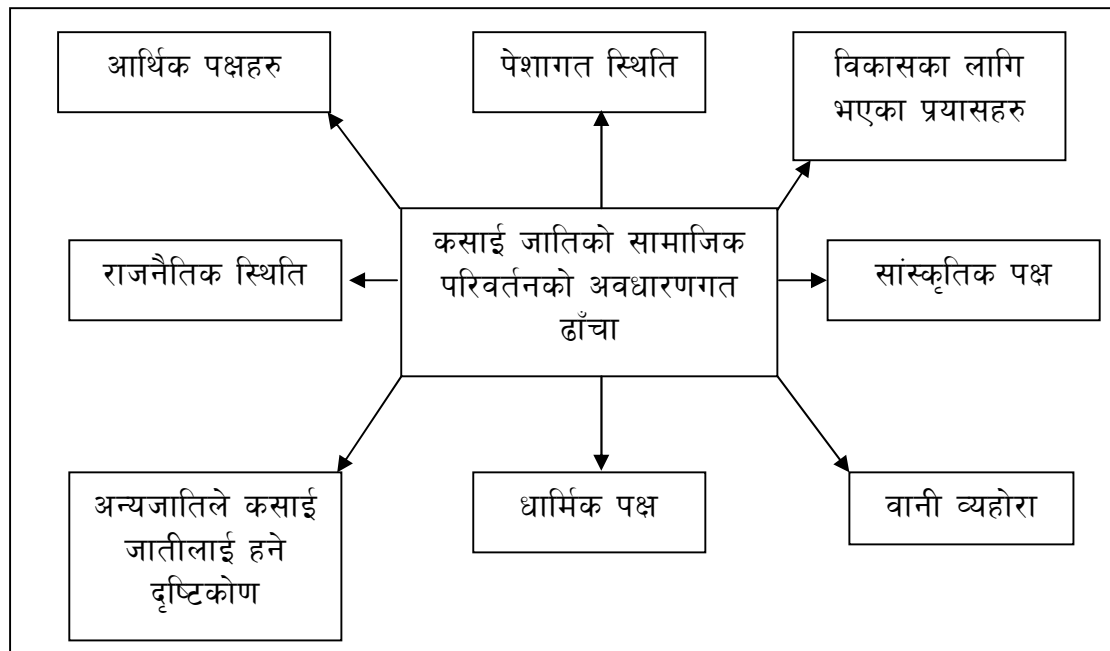 आर्थिक पक्षहरु
पेशागत स्थिति
विकासका लागि
भएका प्रयासहरु
राजनैतिक स्थिति
कसाई जातिको सामाजिक
परिवर्तनको अवधारणगत
ढाँचा
सांस्कृतिक पक्ष
अन्यजातिले कसाई
जातीलाई हने
दृष्टिकोण
धार्मिक पक्ष
वानी व्यहोरा